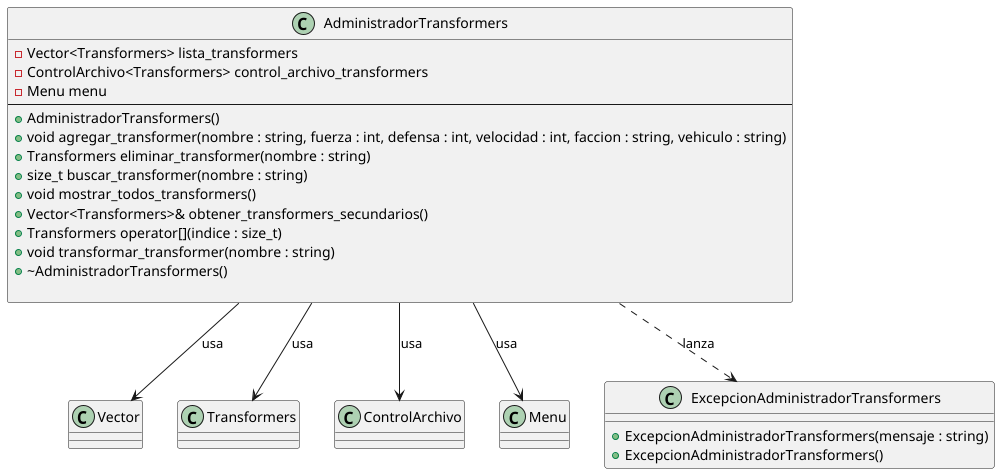 C AdministradorTransformers
Vector<Transformers> lista_transformers
ControlArchivo<Transformers> control_archivo_transformers
Menu menu
AdministradorTransformers()
void agregar_transformer(nombre : string, fuerza : int, defensa : int, velocidad : int, faccion : string, vehiculo : string)
Transformers eliminar_transformer(nombre : string)
size_t buscar_transformer(nombre : string)
void mostrar_todos_transformers()
Vector<Transformers>& obtener_transformers_secundarios()
Transformers operator[](indice : size_t)
void transformar_transformer(nombre : string)
~AdministradorTransformers()
usa
usa
usa
usa
lanza
C Vector
C Transformers
C ControlArchivo
C Menu
C ExcepcionAdministradorTransformers
ExcepcionAdministradorTransformers(mensaje : string)
ExcepcionAdministradorTransformers()